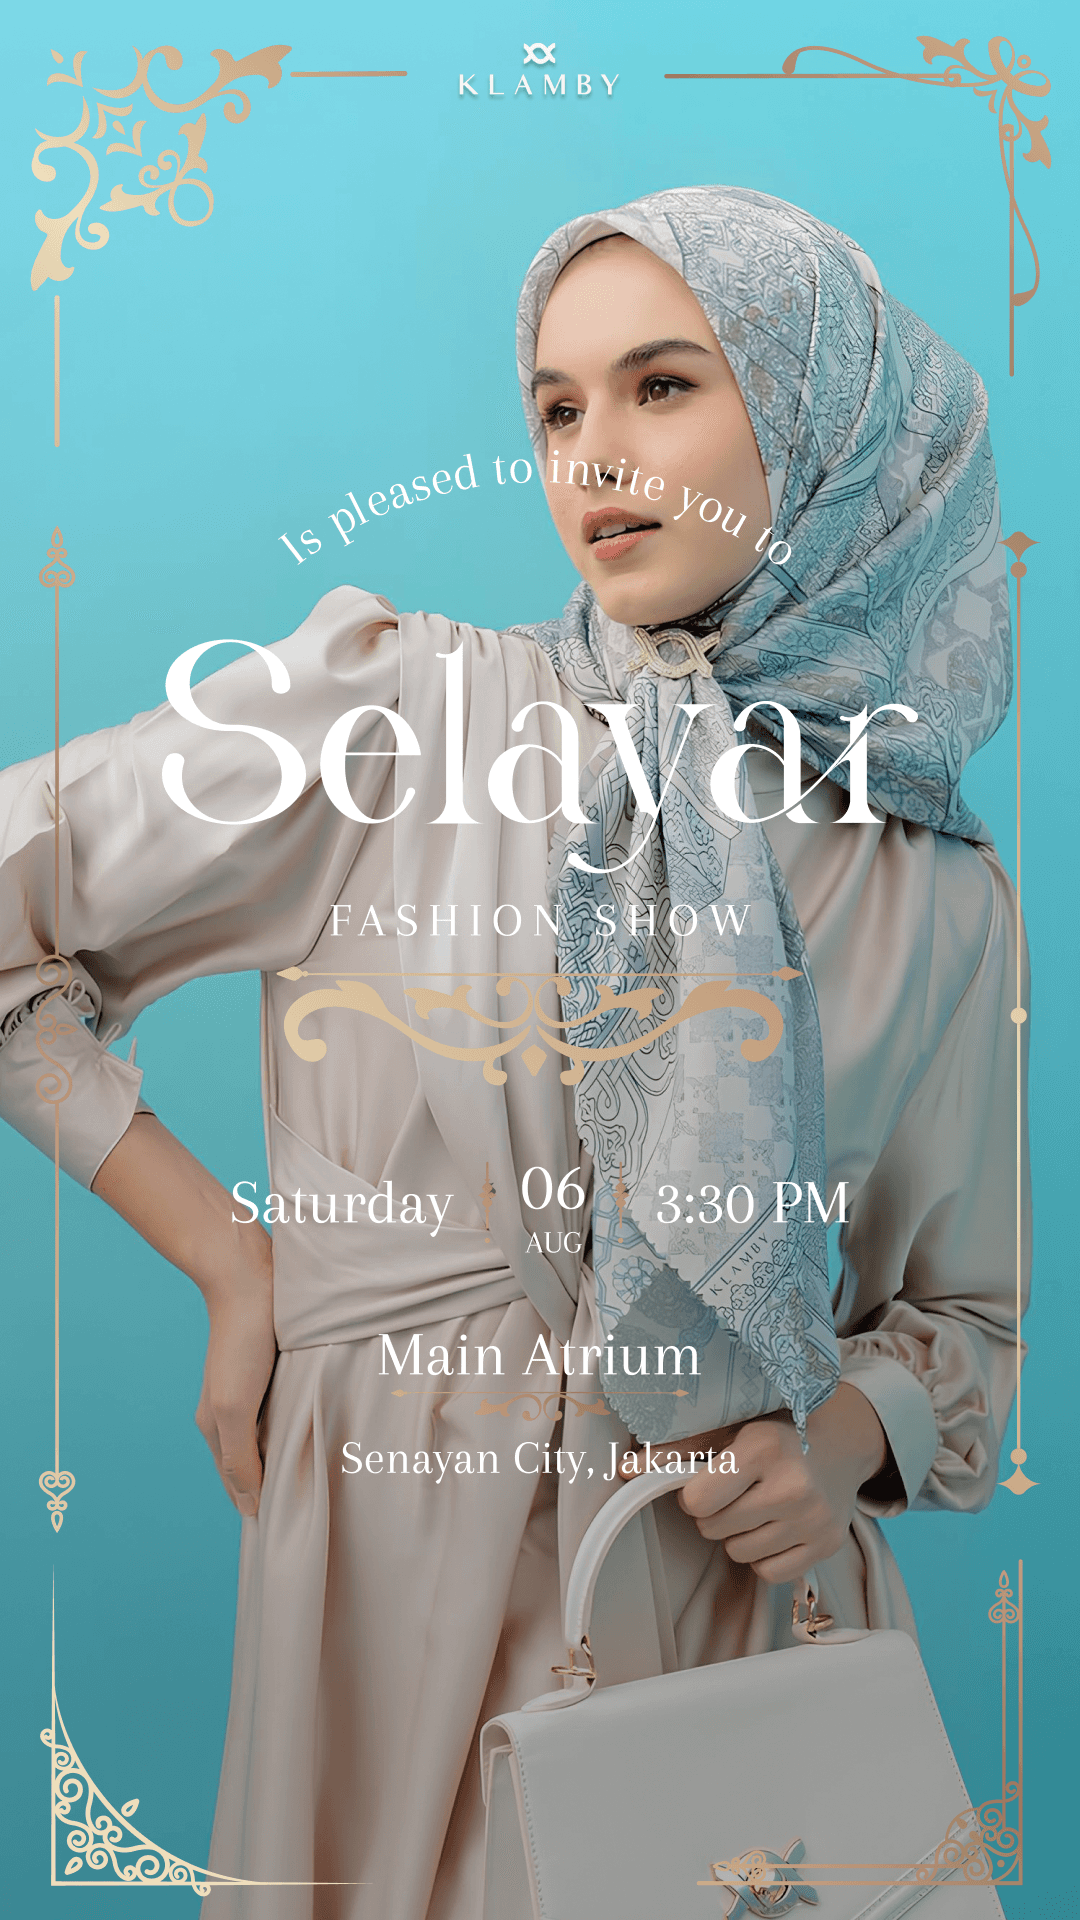 KLAMBY
Is pleased to invite you to
Selayar
FASHION SHOW
Saturday
06
AUG
3:30 PM
KLAMBY
Main Atrium
Senayan City, Jakarta